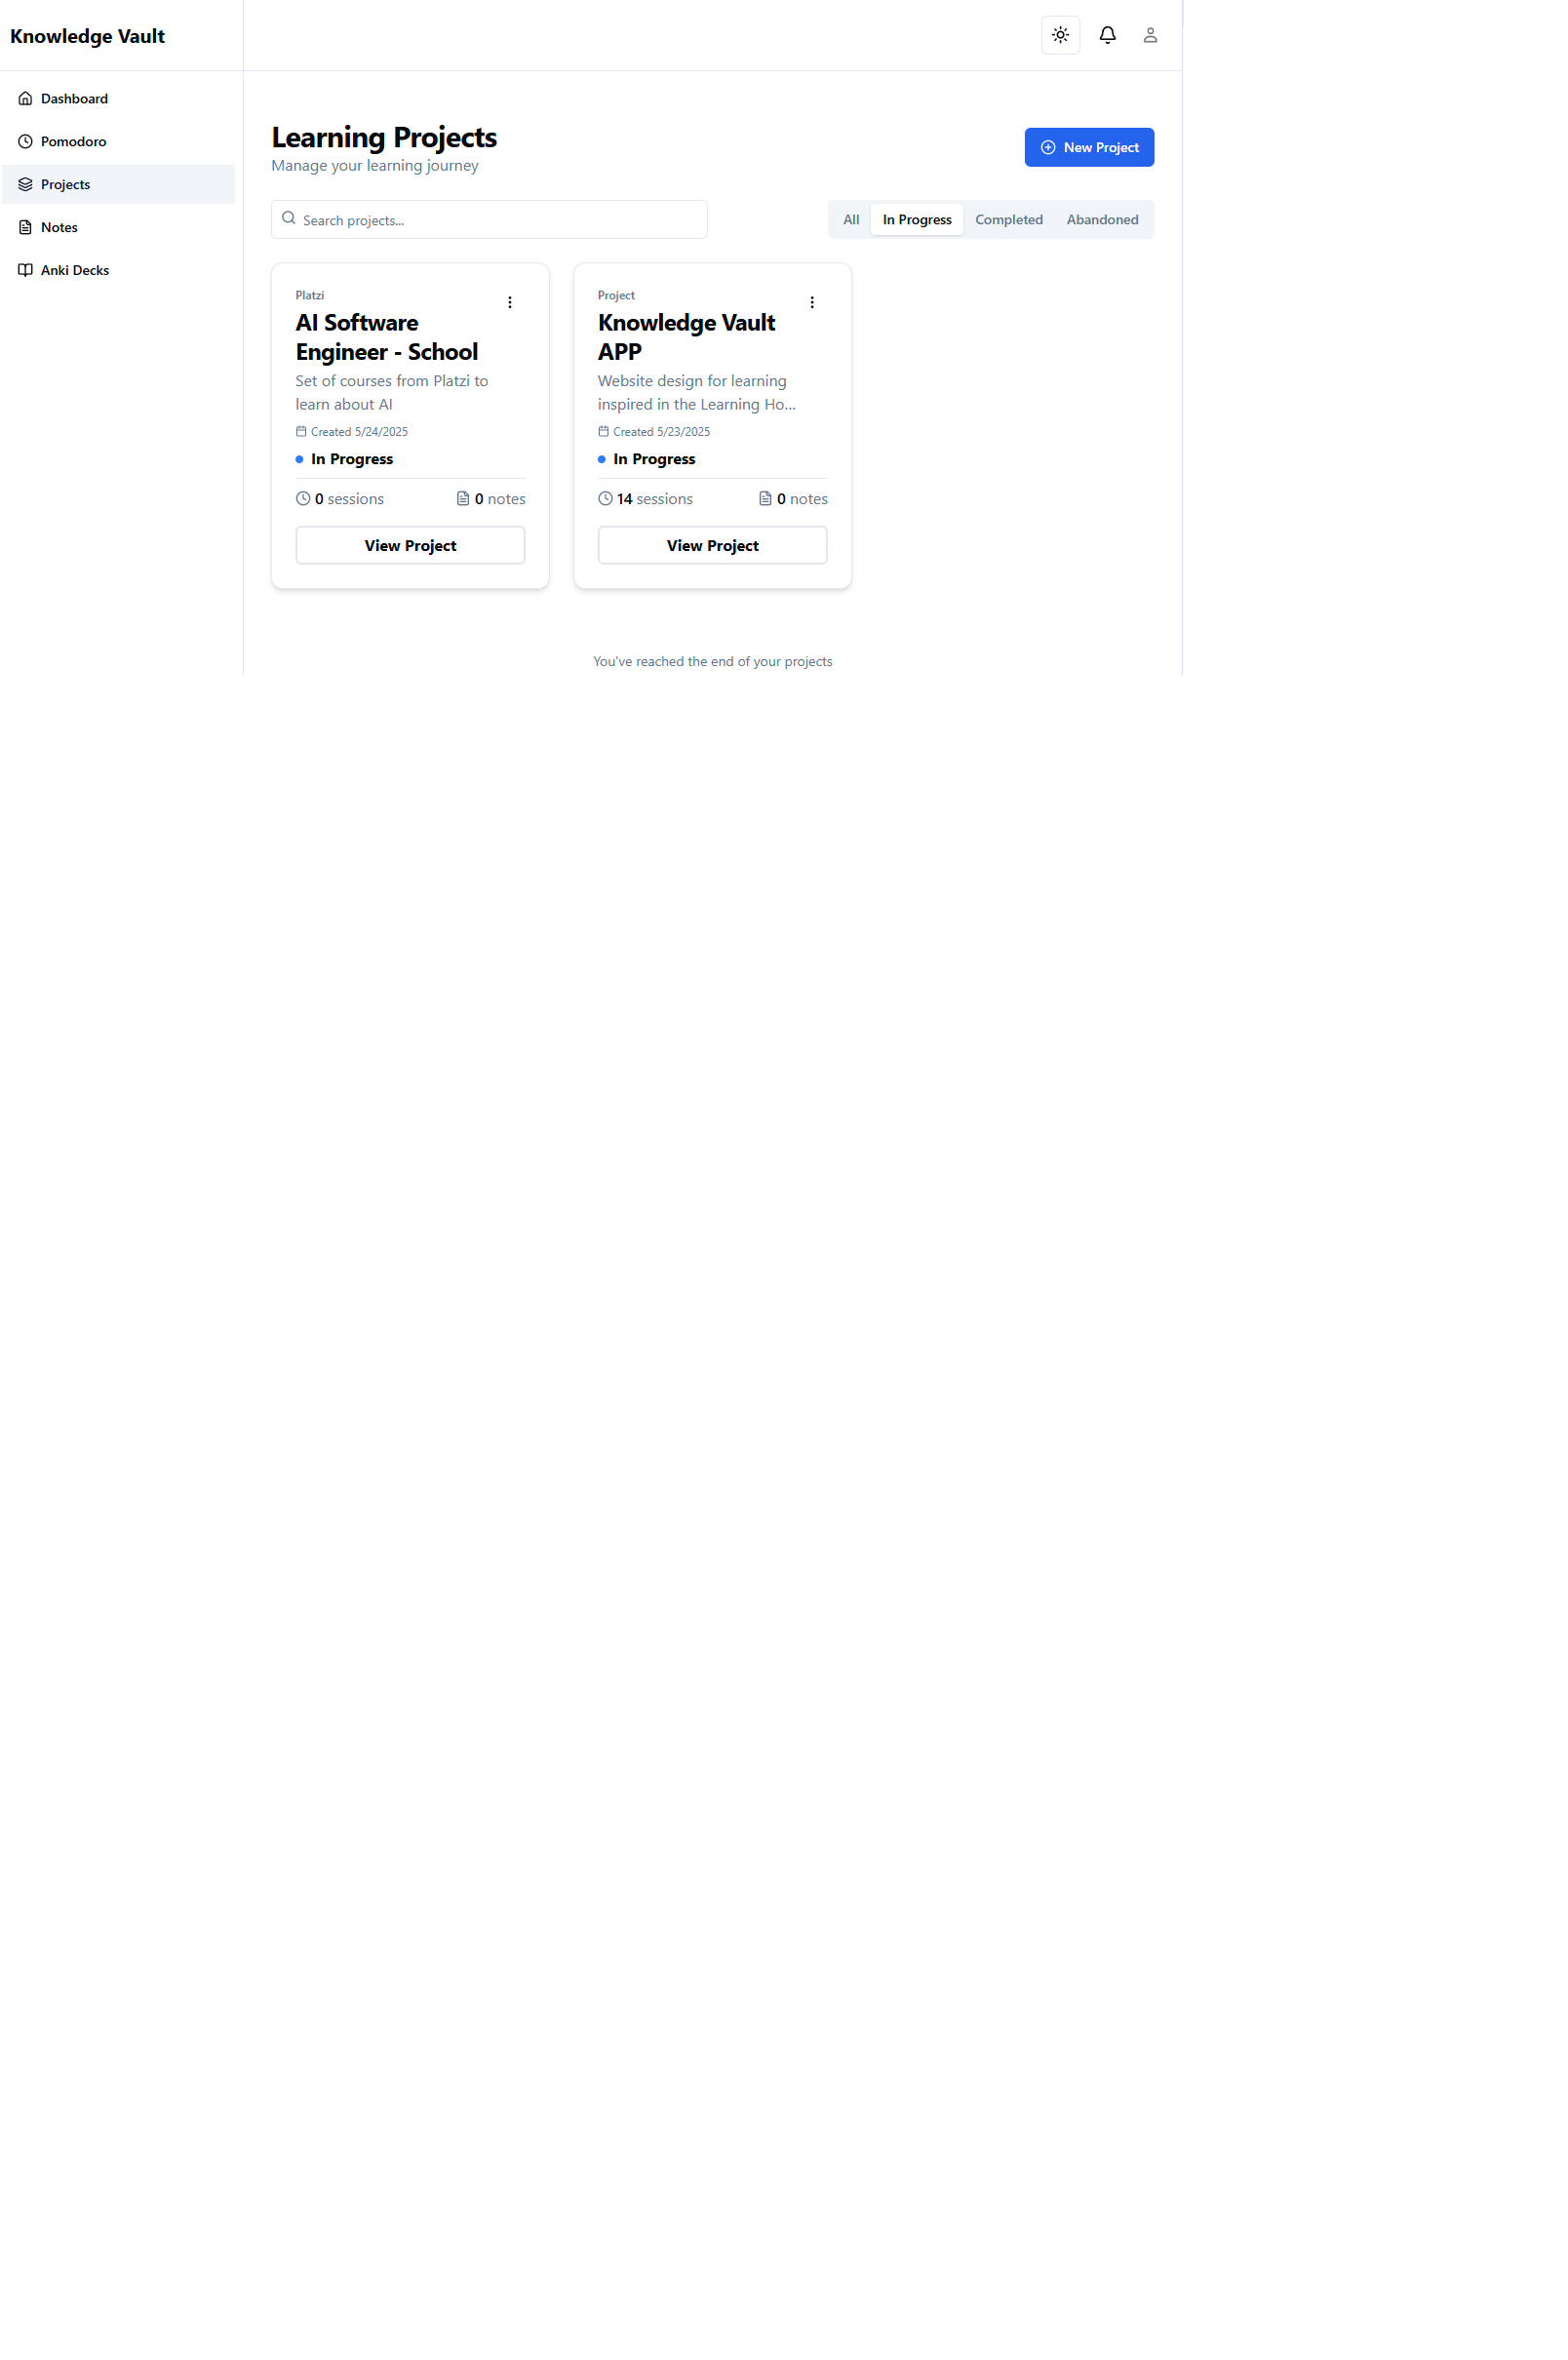 Knowledge Vault
Dashboard
Pomodoro
Projects
Notes
Anki Decks
Learning Projects
Manage your learning journey
New Project
Search projects...
All
In Progress
Completed
Abandoned
Platzi
AI Software
Engineer - School
Set of courses from Platzi to
learn about AI
Created 5/24/2025
In Progress
0 sessions
0 notes
View Project
Project
Knowledge Vault
APP
Website design for learning
inspired in the Learning Ho...
Created 5/23/2025
In Progress
14 sessions
0 notes
View Project
You've reached the end of your projects